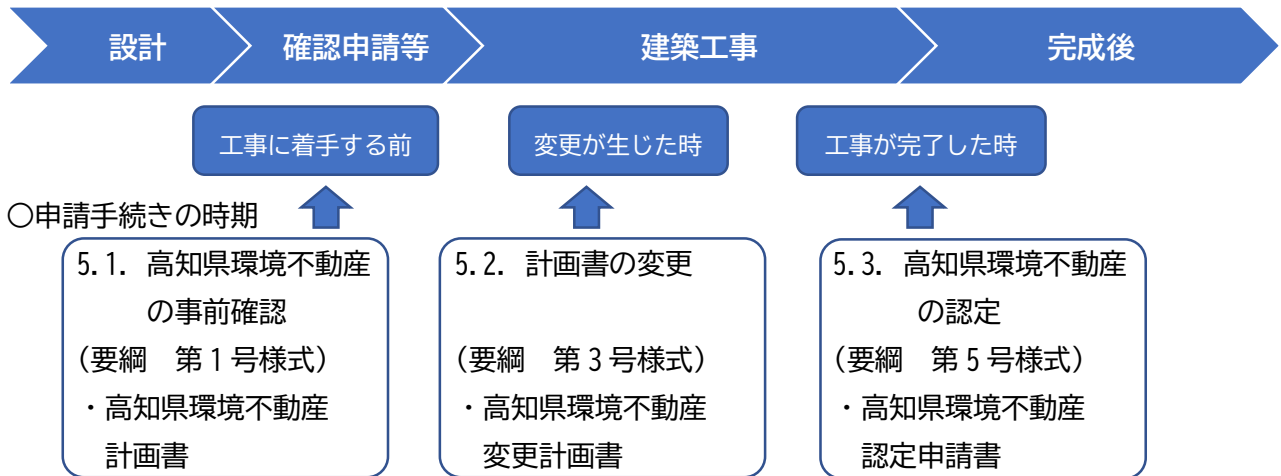 設計
確認申請等
建築工事
完成後
工事に着手する前
変更が生じた時
工事が完了した時
○申請手続きの時期
5.1. 高知県環境不動産
の事前確認
(要綱　第1号様式)
・高知県環境不動産
計画書
5.2. 計画書の変更
(要綱　第3号様式)
・高知県環境不動産
変更計画書
5.3. 高知県環境不動産
の認定
(要綱　第5号様式)
・高知県環境不動産
認定申請書